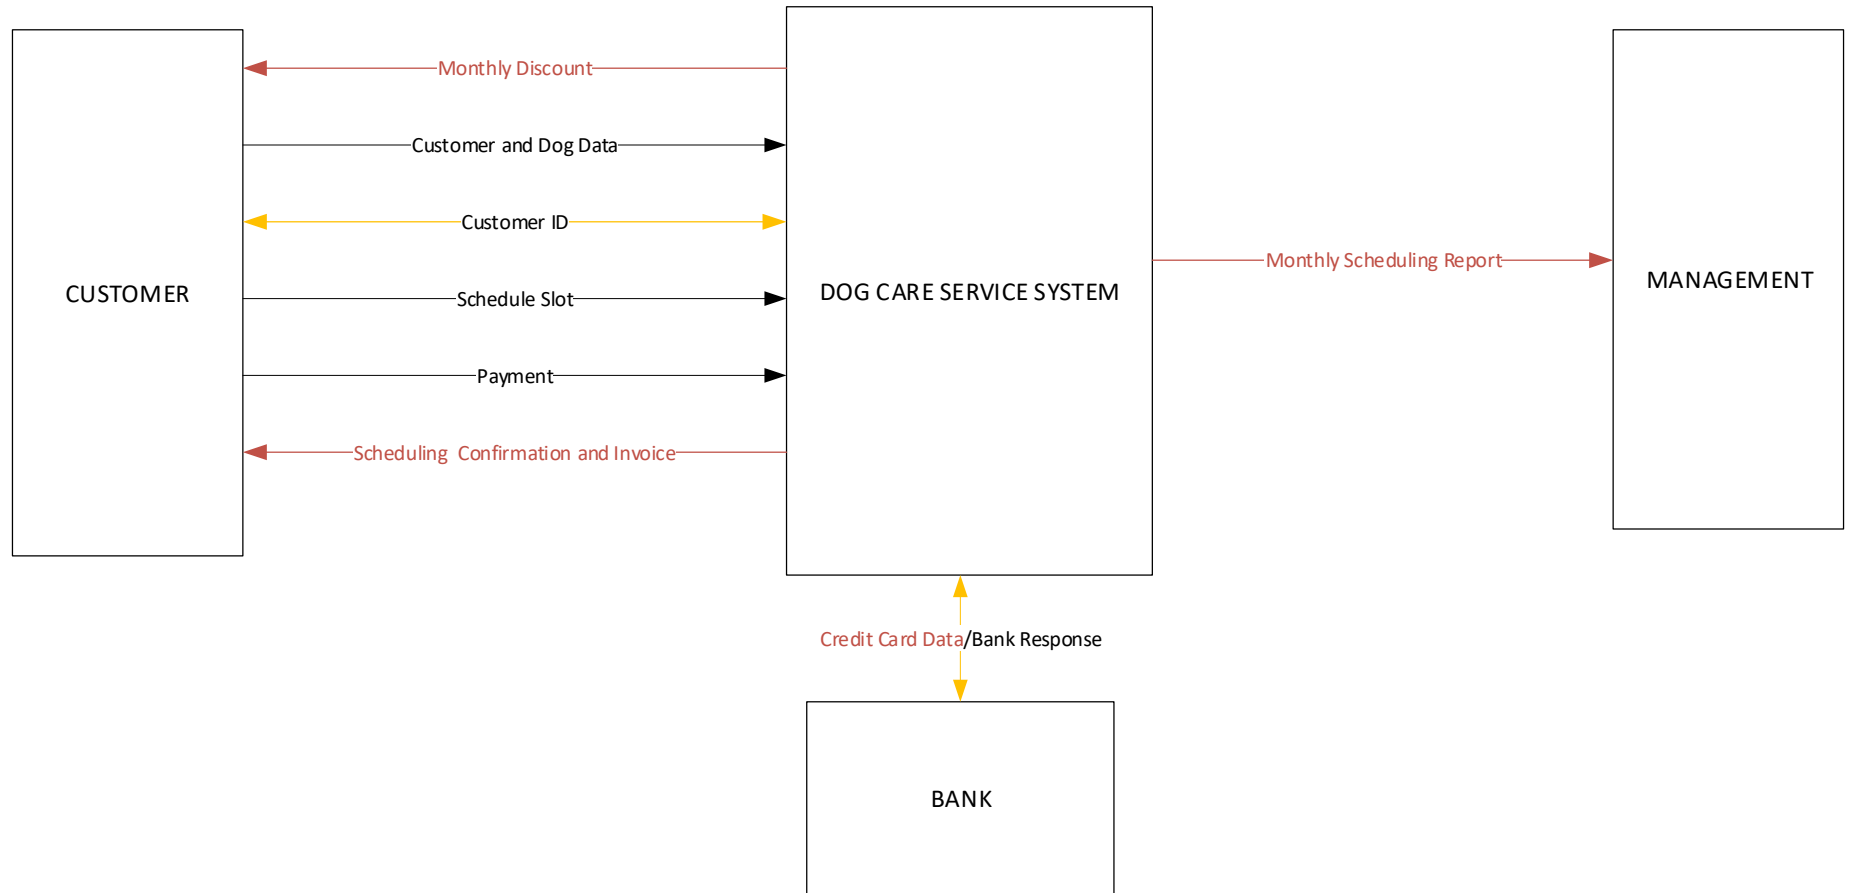 Monthly Discount
Customer and Dog Data
Customer ID
CUSTOMER
Schedule Slot
Payment
Scheduling  Confirmation and Invoice
DOG CARE SERVICE SYSTEM
Monthly Scheduling Report
MANAGEMENT
Credit Card Data/Bank Response
BANK